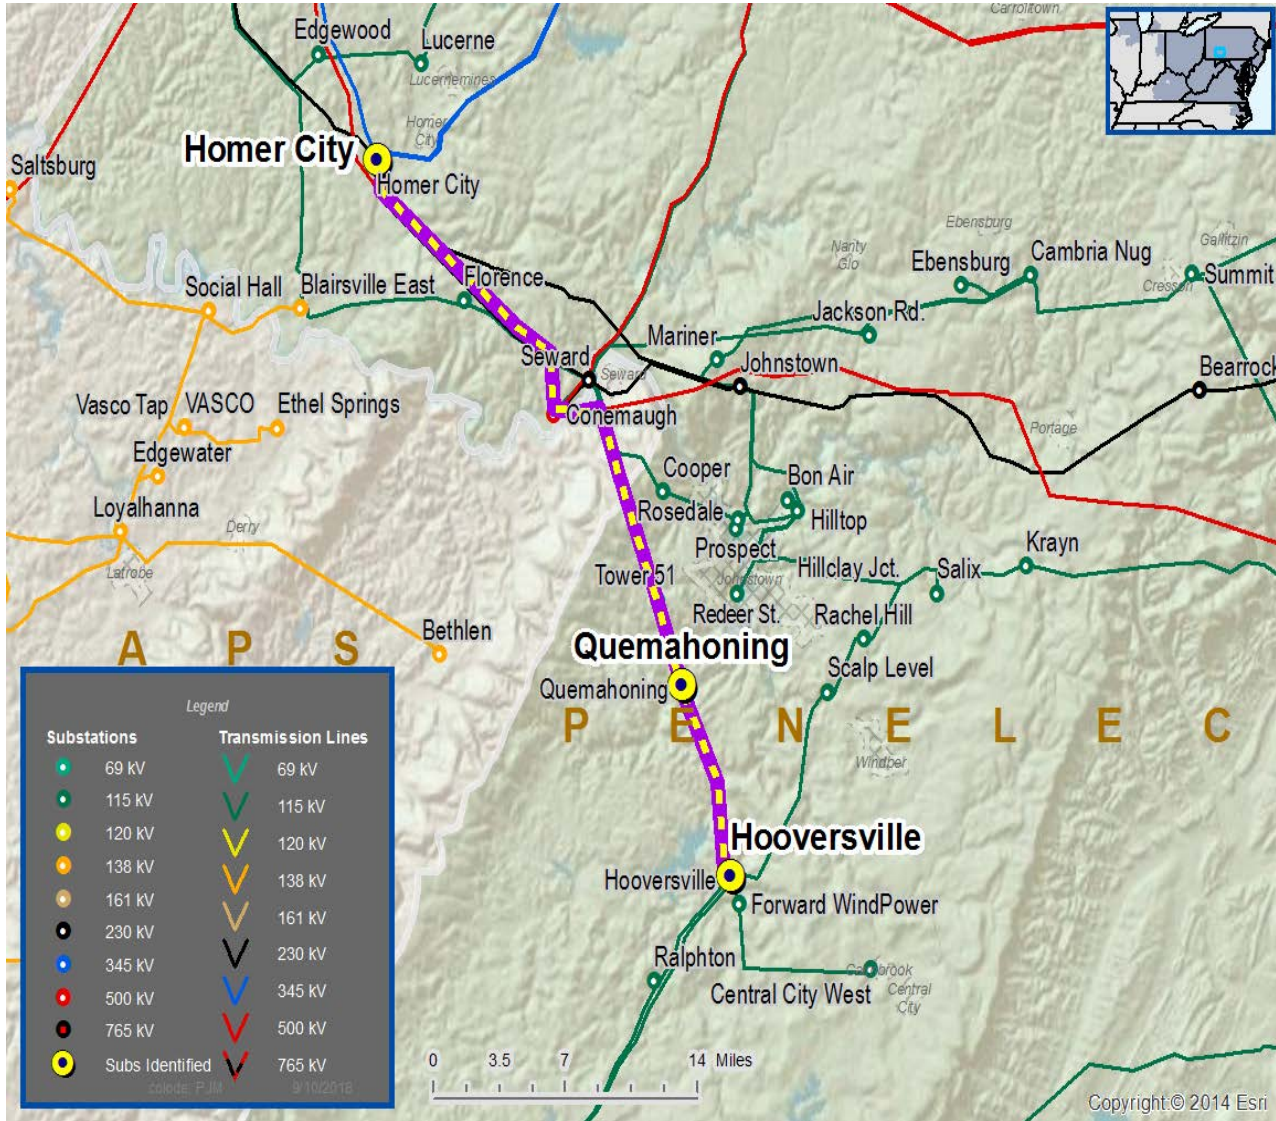 Carrolltown
Edgewood
Lucerne
Lucernemines
Homer
City
Homer City
Homer City
Saltsburg
Ebensburg
Nanty
Glo
Gallitzin
Ebensburg
Cambria Nug
Cresson
Summit
Social Hall
Blairsville East
Florence
Jackson Rd.
Mariner
Seward
Seward
Johnstown
Bearrock
Vasco Tap
VASCO
Ethel Springs
Conemaugh
Portage
Edgewater
Cooper
Bon Air
Loyalhanna
Derry
Rosedale
Hilltop
Prospect
Krayn
Latrobe
Tower 51
Johnstown
Hillclay Jct.
Salix
Redeer St.
Rachel Hill
A P S
Bethlen
Quemahoning
Quemahoning
Scalp Level
P E N E L E C
Windber
Legend
Substations
Transmission Lines
69 kV
69 kV
115 kV
115 kV
120 kV
120 kV
138 kV
138 kV
161 kV
161 kV
230 kV
230 kV
345 kV
345 kV
500 kV
500 kV
765 kV
765 kV
Subs Identified
PJM
9/10/2018
Hooversville
Hooversville
Forward WindPower
Ralphton
Central City West
Central
City
0 3.5 7 14 Miles
Copyright:© 2014 Esri